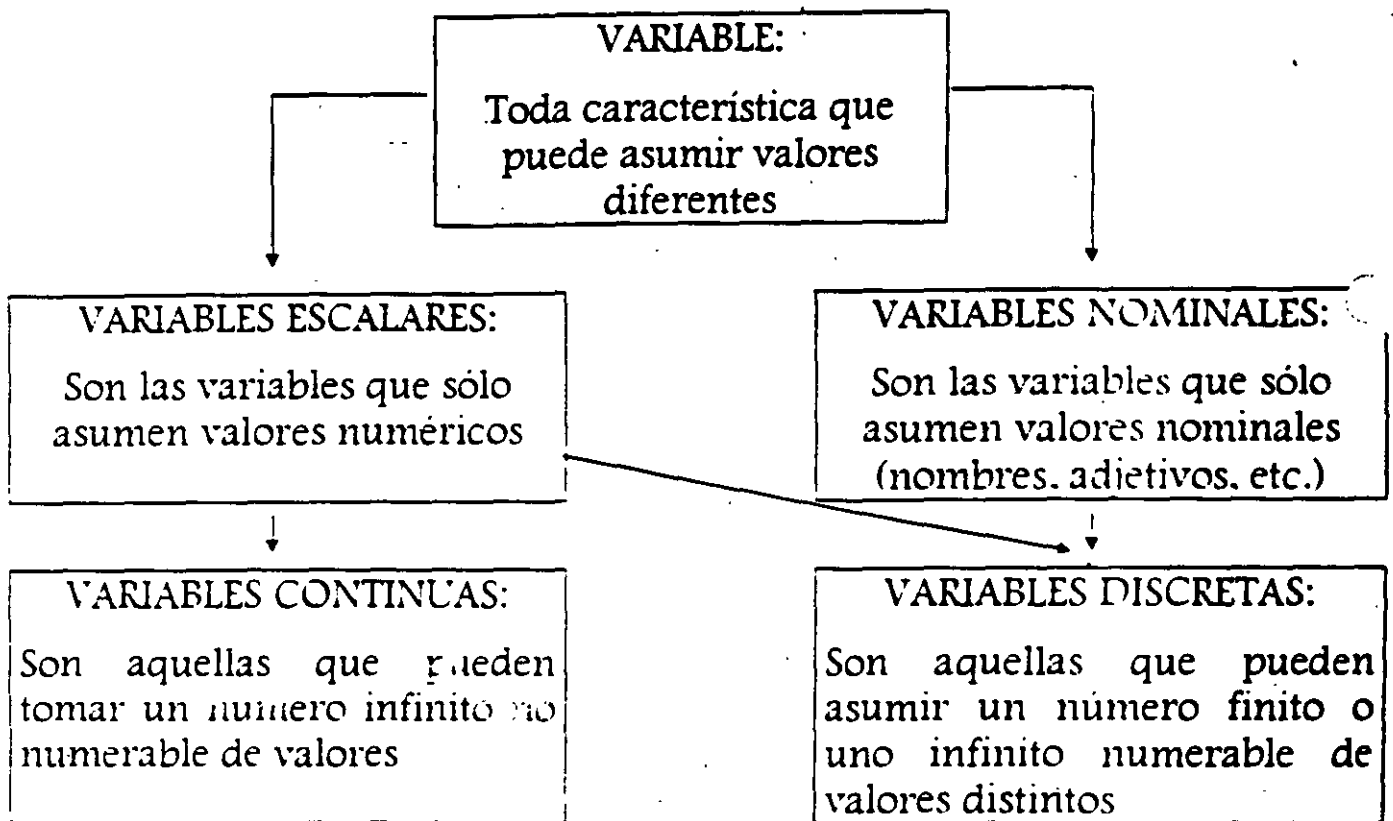 VARIABLE:
Toda característica que
puede asumir valores
diferentes
VARIABLES ESCALARES:
Son las variables que sólo
asumen valores numéricos
VARIABLES NOMINALES:
Son las variables que sólo
asumen valores nominales
(nombres, adjetivos, etc.)
VARIABLES CONTINUAS:
Son aquellas que pueden
tomar un numero infinito no
numerable de valores
VARIABLES DISCRETAS:
Son aquellas que pueden
asumir un número finito o
uno infinito numerable de
valores distintos